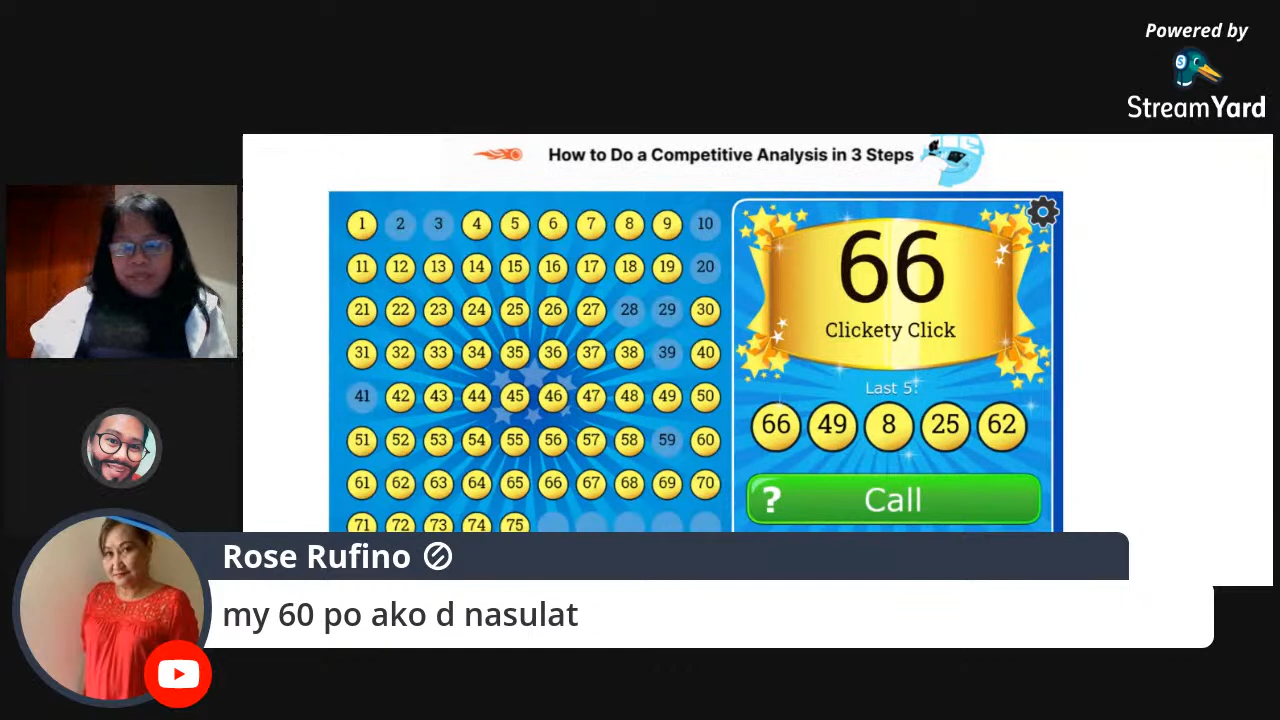 Powered by
StreamYard
How to Do a Competitive Analysis in 3 Steps
1 2 3 4 5 6 7 8 9 10
11 12 13 14 15 16 17 18 19 20
21 22 23 24 25 26 27 28 29 30
31 32 33 34 35 36 37 38 39 40
41 42 43 44 45 46 47 48 49 50
51 52 53 54 55 56 57 58 59 60
61 62 63 64 65 66 67 68 69 70
71 72 73 74 75
66
Clickety Click
Last 5:
66 49 8 25 62
? Call
Rose Rufino
my 60 po ako d nasulat